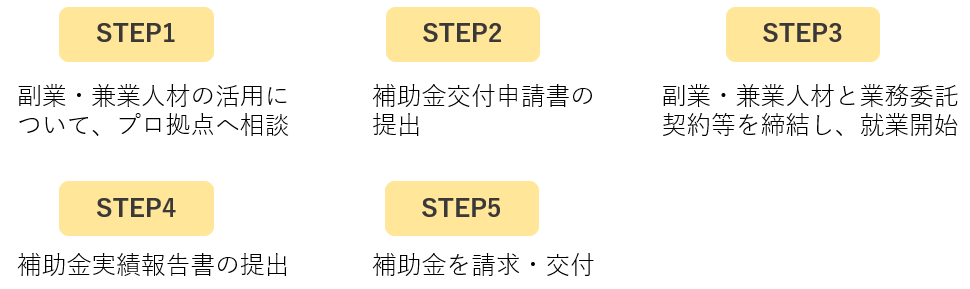 STEP1
副業・兼業人材の活用に
ついて、プロ拠点へ相談
STEP2
補助金交付申請書の
提出
STEP3
副業・兼業人材と業務委託
契約等を締結し、就業開始
STEP4
補助金実績報告書の提出
STEP5
補助金を請求・交付